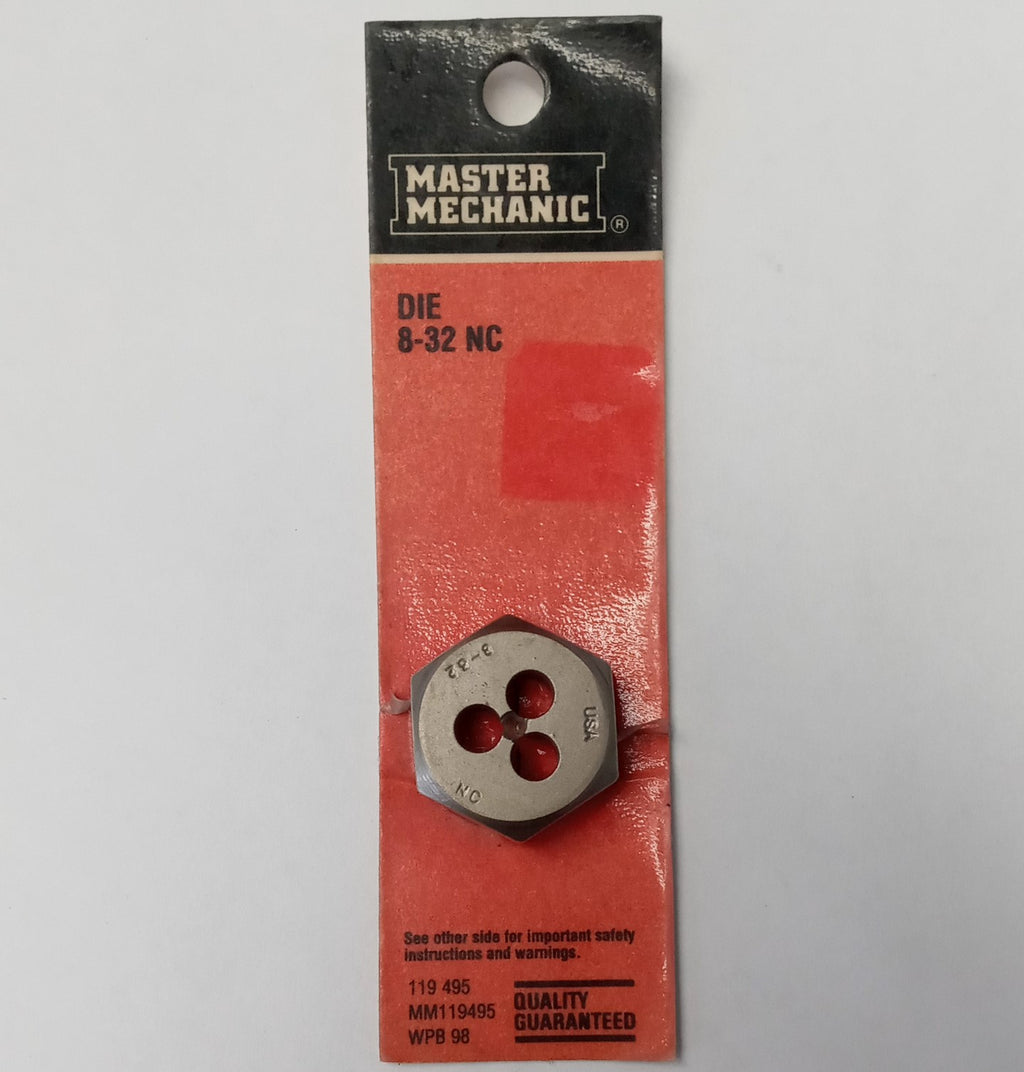 MASTER
MECHANIC
®
DIE
8-32 NC
8-32
USA
NC
See other side for important safety
instructions and warnings.
119 495
MM119495
WPB 98
QUALITY
GUARANTEED